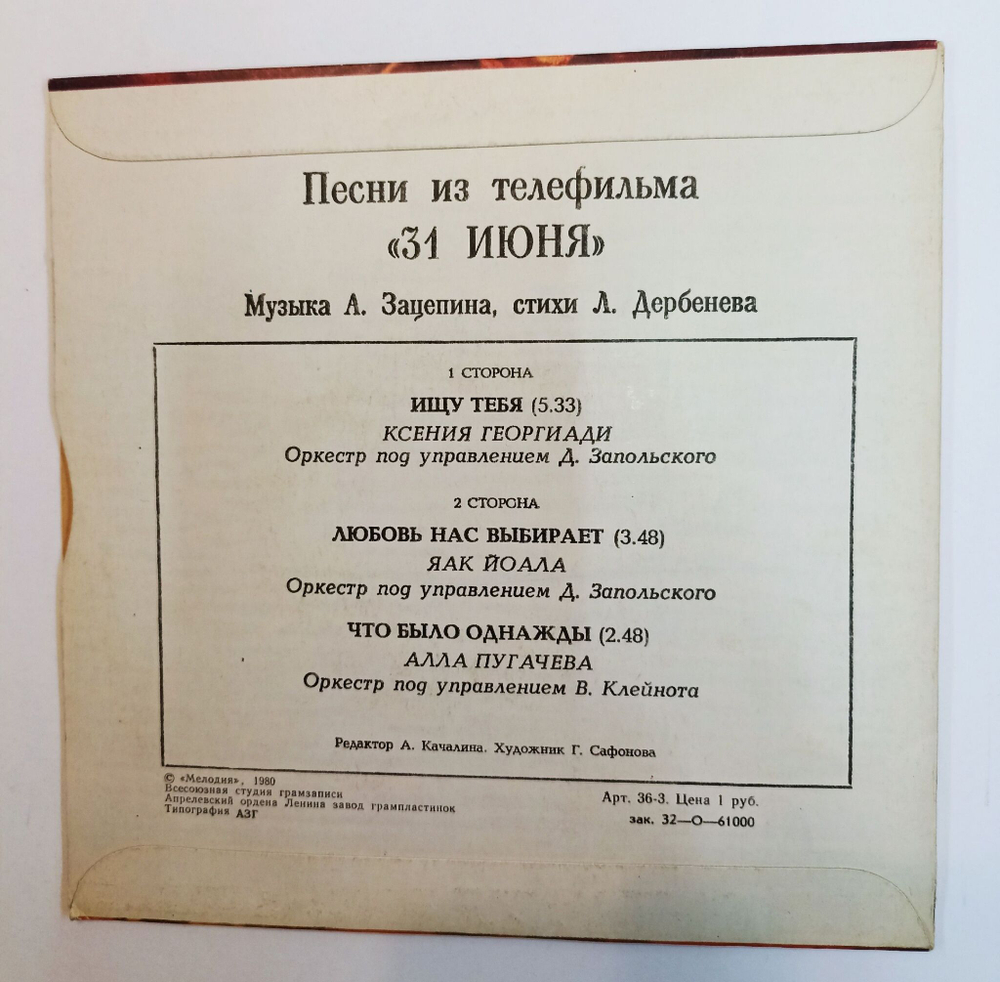 Песни из телефильма
«31 ИЮНЯ»
Музыка А. Зацепина, стихи Л. Дербенева
1 СТОРОНА
ИЩУ ТЕБЯ (5.33)
КСЕНИЯ ГЕОРГИАДИ
Оркестр под управлением Д. Запольского
2 СТОРОНА
ЛЮБОВЬ НАС ВЫБИРАЕТ (3.48)
ЯАК ЙОАЛА
Оркестр под управлением Д. Запольского
ЧТО БЫЛО ОДНАЖДЫ (2.48)
АЛЛА ПУГАЧЕВА
Оркестр под управлением В. Клейнота
Редактор А. Качалина. Художник Г. Сафонова
© «Мелодия», 1980
Всесоюзная студия грамзаписи
Апрелевский ордена Ленина завод грампластинок
Типография АЗГ
Арт. 36-3. Цена 1 руб.
зак. 32—О—61000